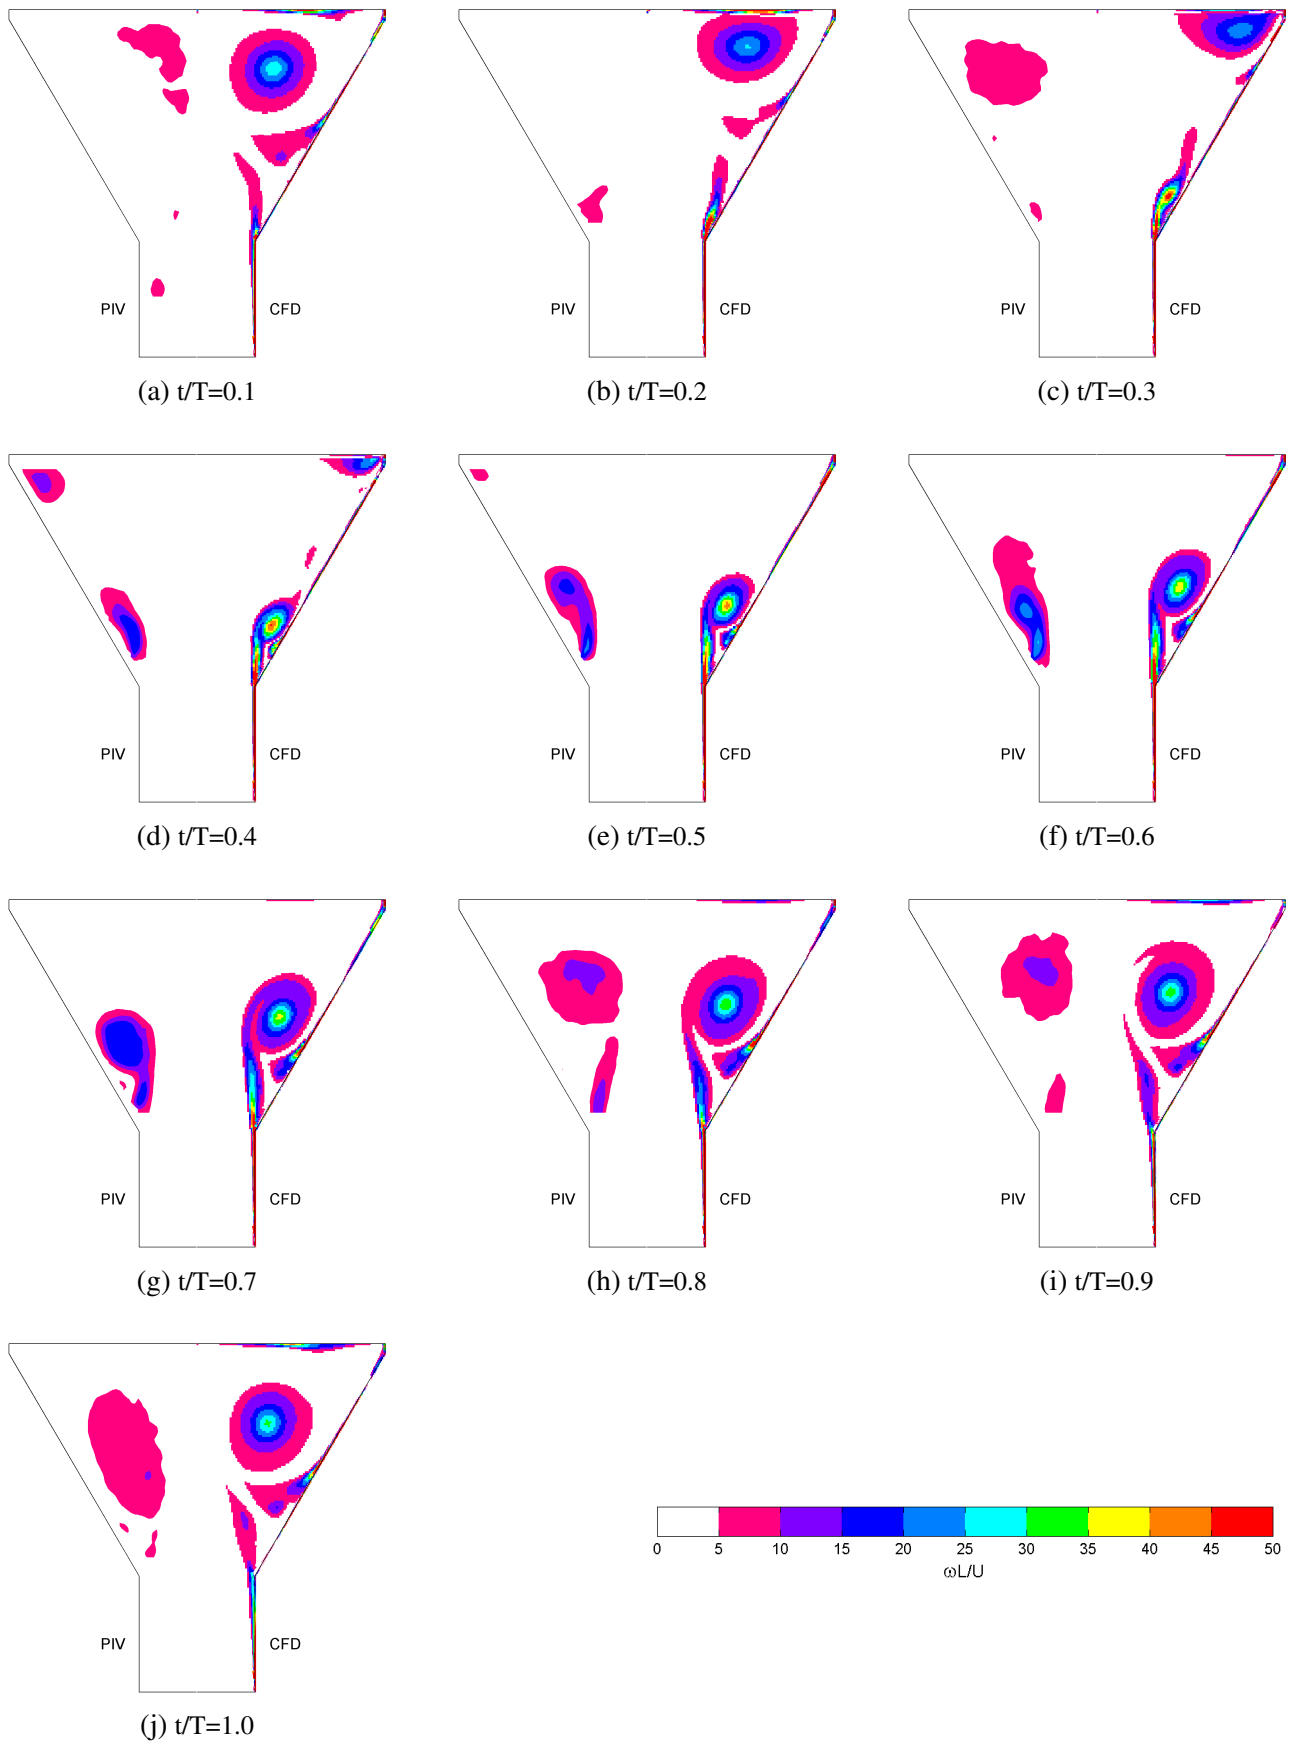 PIV CFD
PIV CFD
PIV CFD
(a) t/T=0.1
(b) t/T=0.2
(c) t/T=0.3
PIV CFD
PIV CFD
PIV CFD
(d) t/T=0.4
(e) t/T=0.5
(f) t/T=0.6
PIV CFD
PIV CFD
PIV CFD
(g) t/T=0.7
(h) t/T=0.8
(i) t/T=0.9
0 5 10 15 20 25 30 35 40 45 50
ωL/U
PIV CFD
(j) t/T=1.0